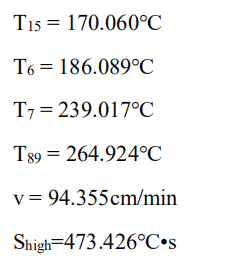 T15 = 170.060°C
T6 = 186.089°C
T7 = 239.017°C
T89 = 264.924°C
v = 94.355cm/min
Shigh=473.426°C•s